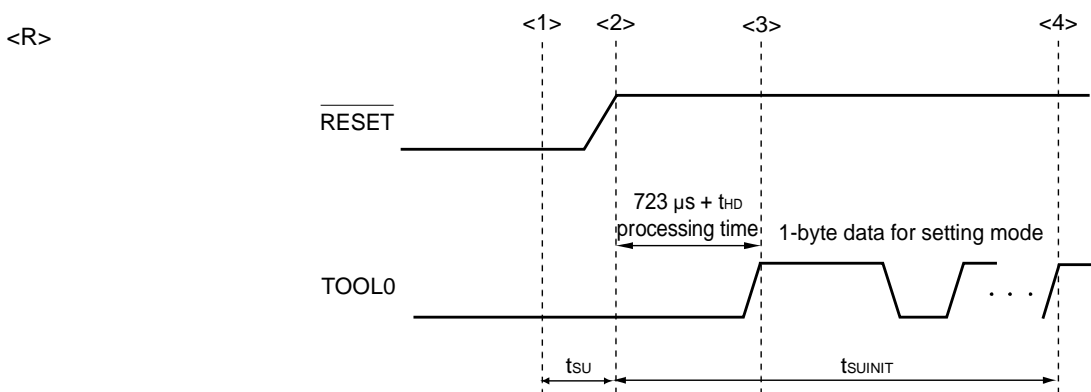 <R>
<1> <2> <3> <4>
RESET
723 µs + tHD
processing time
1-byte data for setting mode
TOOL0
. . .
tSU
tSUINIT